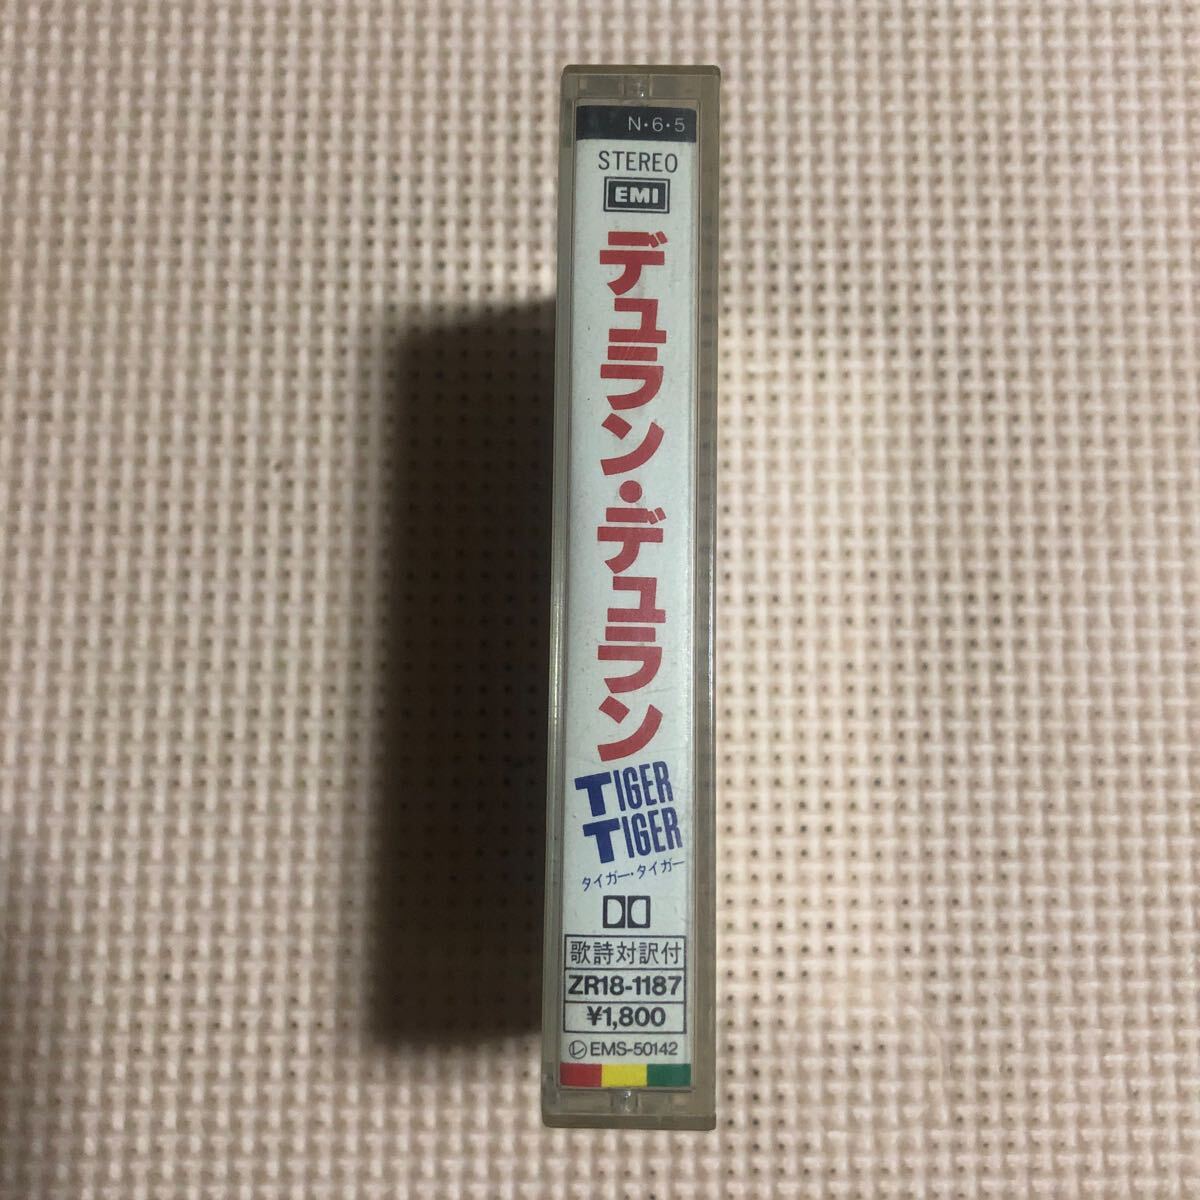 N・6・5
STEREO
EMI
デュラン・デュラン
TIGER
TIGER
タイガー・タイガー
歌詩対訳付
ZR18-1187
¥1,800
Ⓛ EMS-50142